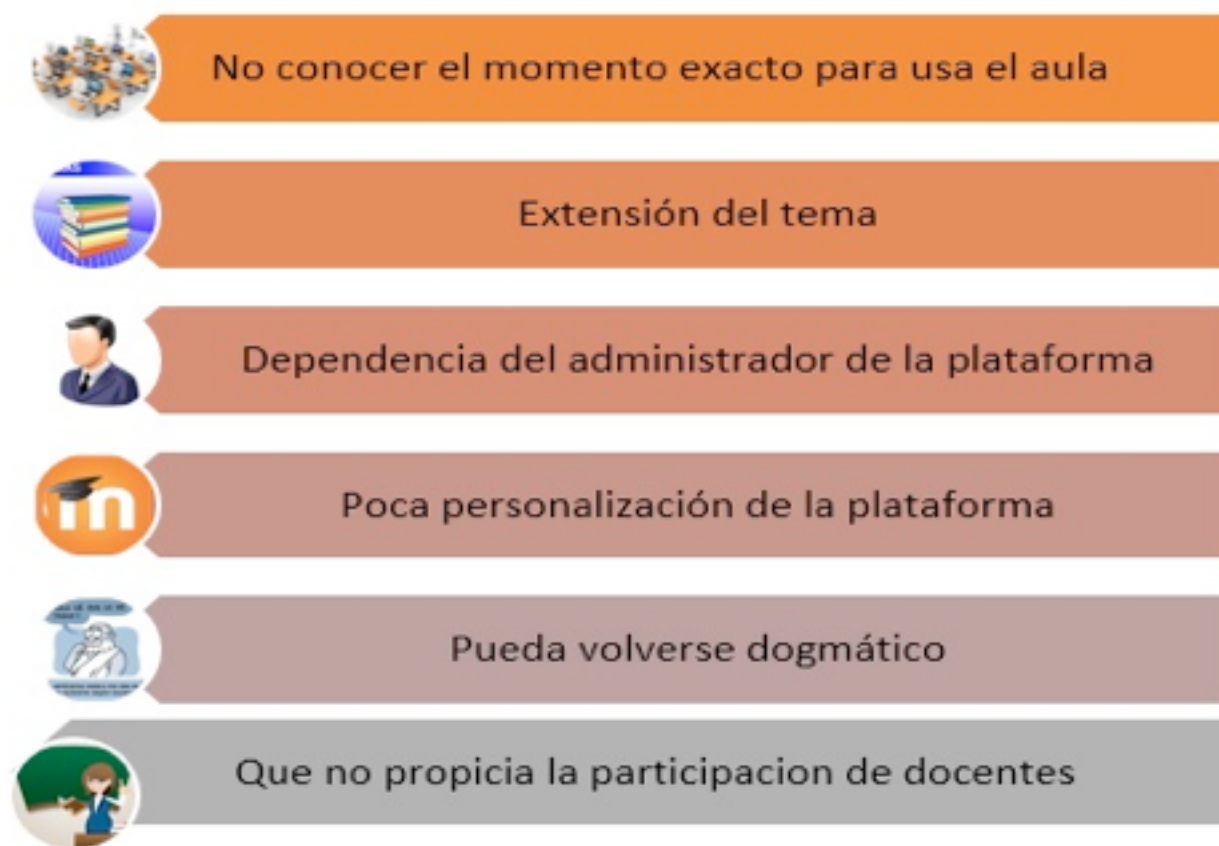 No conocer el momento exacto para usa el aula
Extensión del tema
Dependencia del administrador de la plataforma
Poca personalización de la plataforma
Pueda volverse dogmático
Que no propicia la participacion de docentes